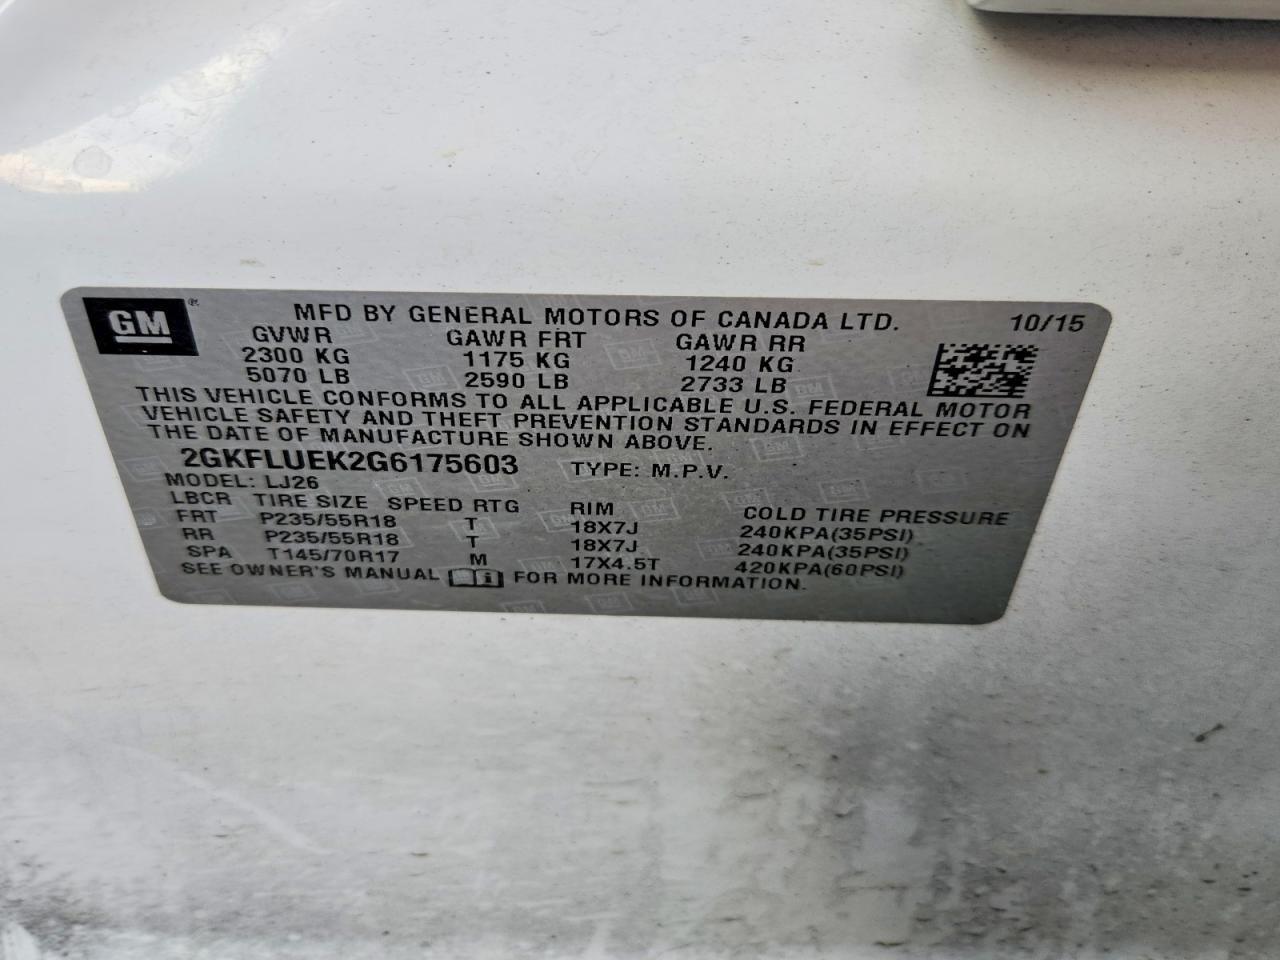 GM® MFD BY GENERAL MOTORS OF CANADA LTD. 10/15
GVWR GAWR FRT GAWR RR
2300 KG 1175 KG 1240 KG
5070 LB 2590 LB 2733 LB
THIS VEHICLE CONFORMS TO ALL APPLICABLE U.S. FEDERAL MOTOR
VEHICLE SAFETY AND THEFT PREVENTION STANDARDS IN EFFECT ON
THE DATE OF MANUFACTURE SHOWN ABOVE.
2GKFLUEK2G6175603 TYPE: M.P.V.
MODEL: LJ26
LBCR TIRE SIZE SPEED RTG RIM COLD TIRE PRESSURE
FRT P235/55R18 T 18X7J 240KPA(35PSI)
RR P235/55R18 T 18X7J 240KPA(35PSI)
SPA T145/70R17 M 17X4.5T 420KPA(60PSI)
SEE OWNER'S MANUAL i FOR MORE INFORMATION.